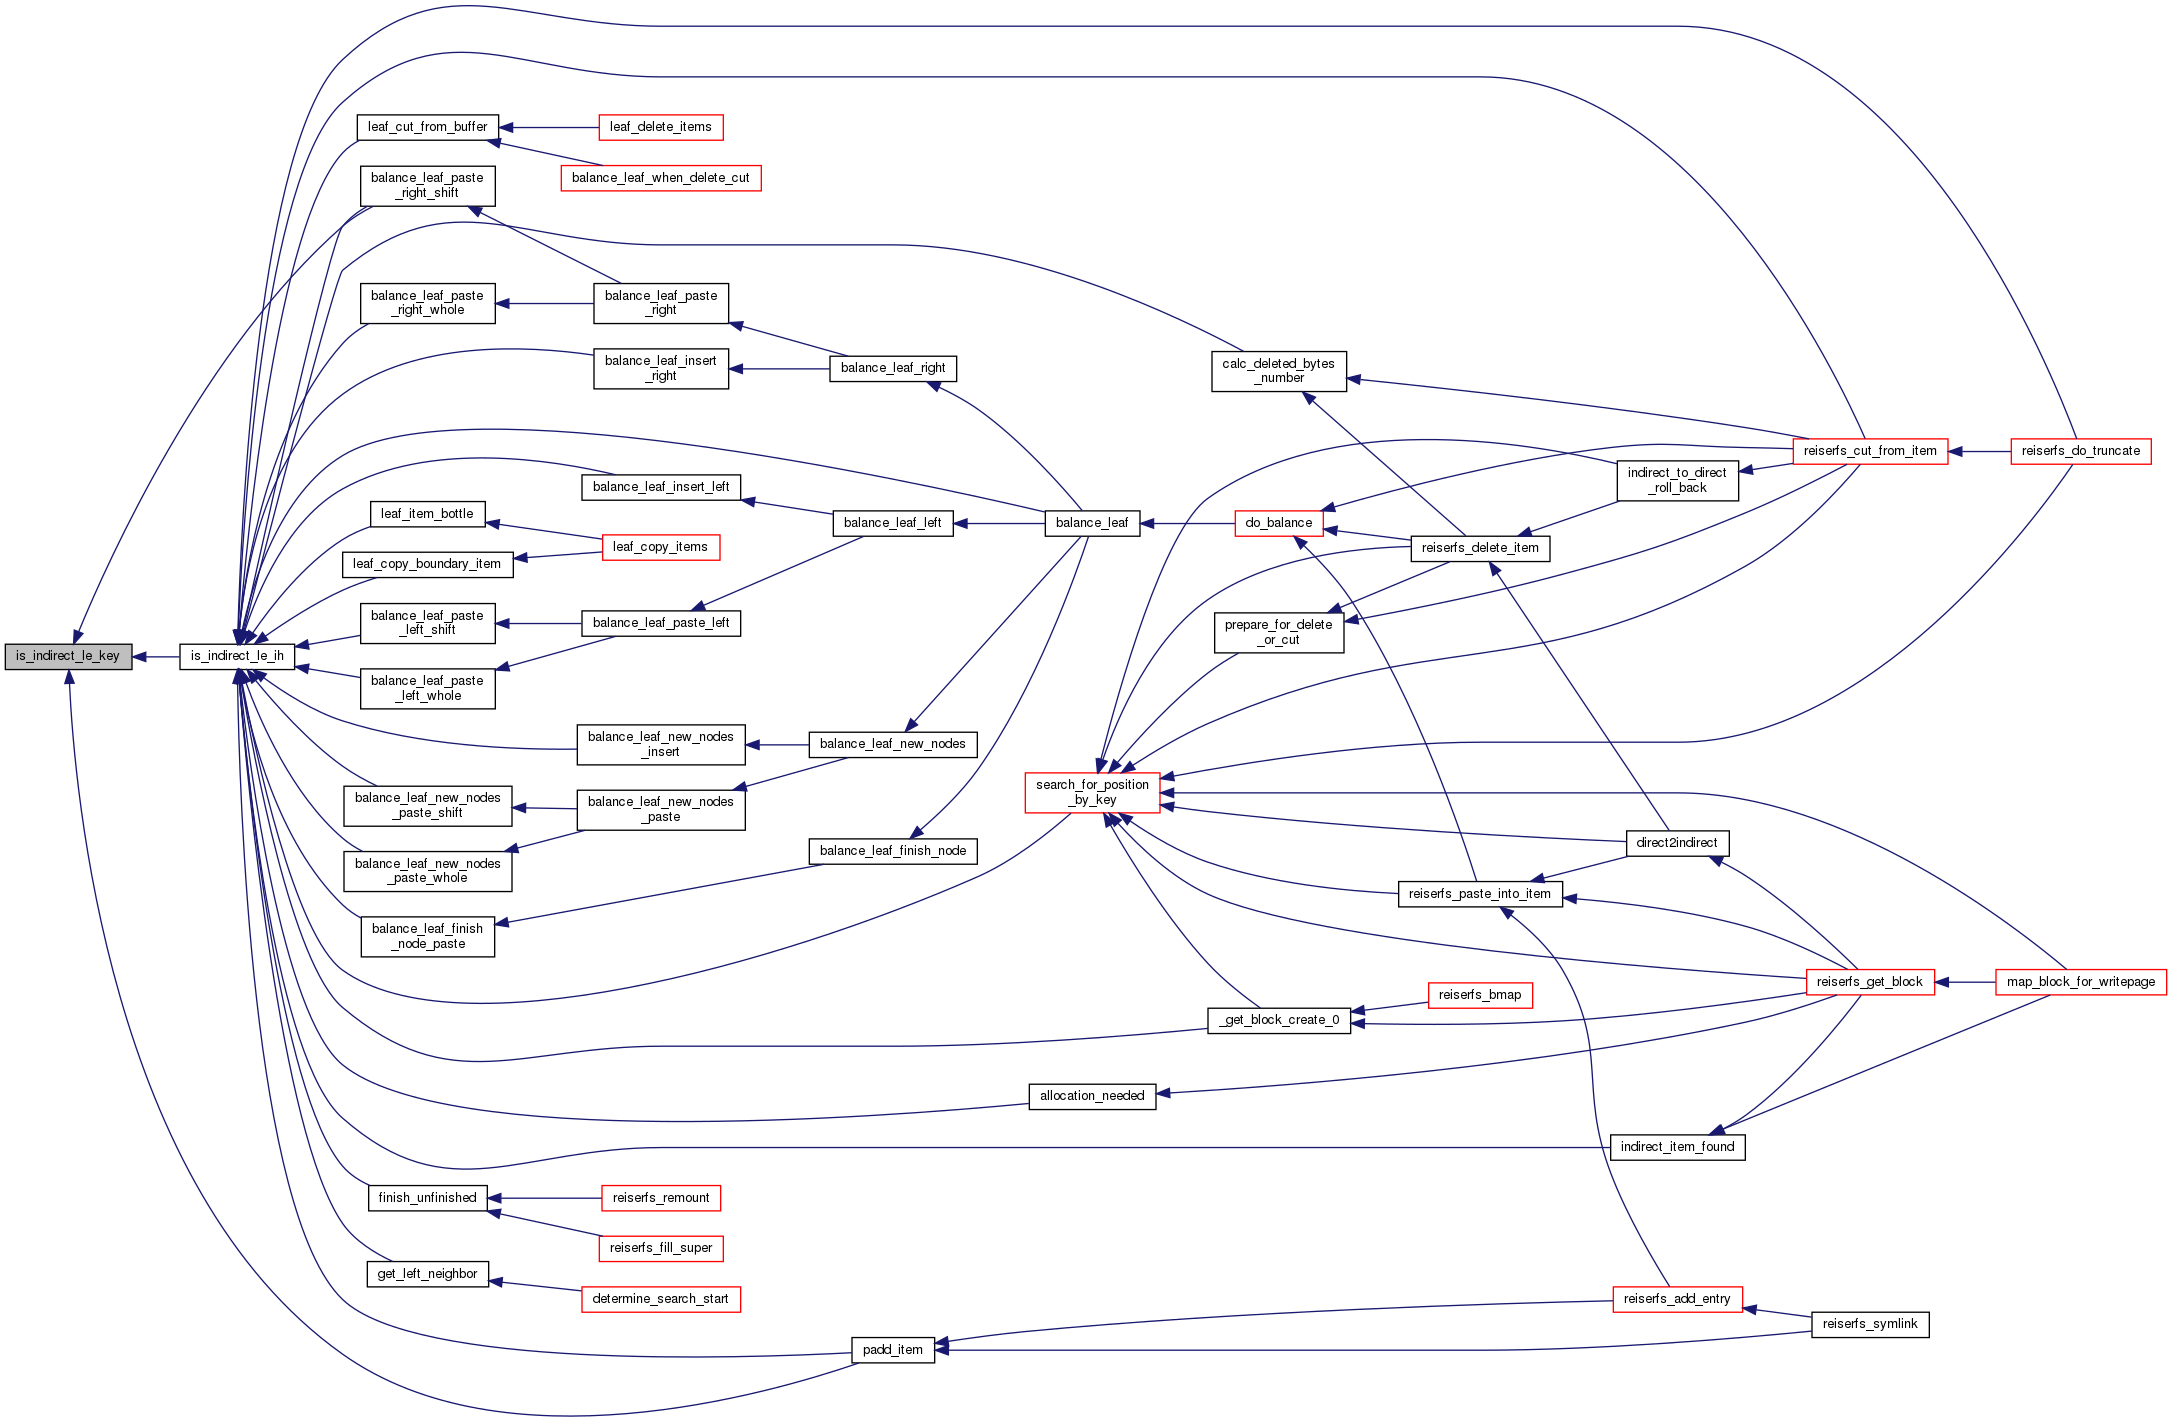 leaf_cut_from_buffer
leaf_delete_items
balance_leaf_when_delete_cut
balance_leaf_paste
_right_shift
balance_leaf_paste
_right_whole
balance_leaf_paste
_right
balance_leaf_insert
_right
balance_leaf_right
calc_deleted_bytes
_number
reiserfs_cut_from_item
reiserfs_do_truncate
indirect_to_direct
_roll_back
balance_leaf_insert_left
leaf_item_bottle
balance_leaf_left
balance_leaf
do_balance
leaf_copy_items
reiserfs_delete_item
leaf_copy_boundary_item
balance_leaf_paste
_left_shift
balance_leaf_paste_left
prepare_for_delete
_or_cut
is_indirect_le_key
is_indirect_le_ih
balance_leaf_paste
_left_whole
balance_leaf_new_nodes
_insert
balance_leaf_new_nodes
search_for_position
_by_key
balance_leaf_new_nodes
_paste_shift
balance_leaf_new_nodes
_paste
balance_leaf_finish_node
direct2indirect
balance_leaf_new_nodes
_paste_whole
reiserfs_paste_into_item
balance_leaf_finish
_node_paste
reiserfs_get_block
map_block_for_writepage
reiserfs_bmap
_get_block_create_0
allocation_needed
indirect_item_found
finish_unfinished
reiserfs_remount
reiserfs_fill_super
get_left_neighbor
determine_search_start
reiserfs_add_entry
reiserfs_symlink
padd_item